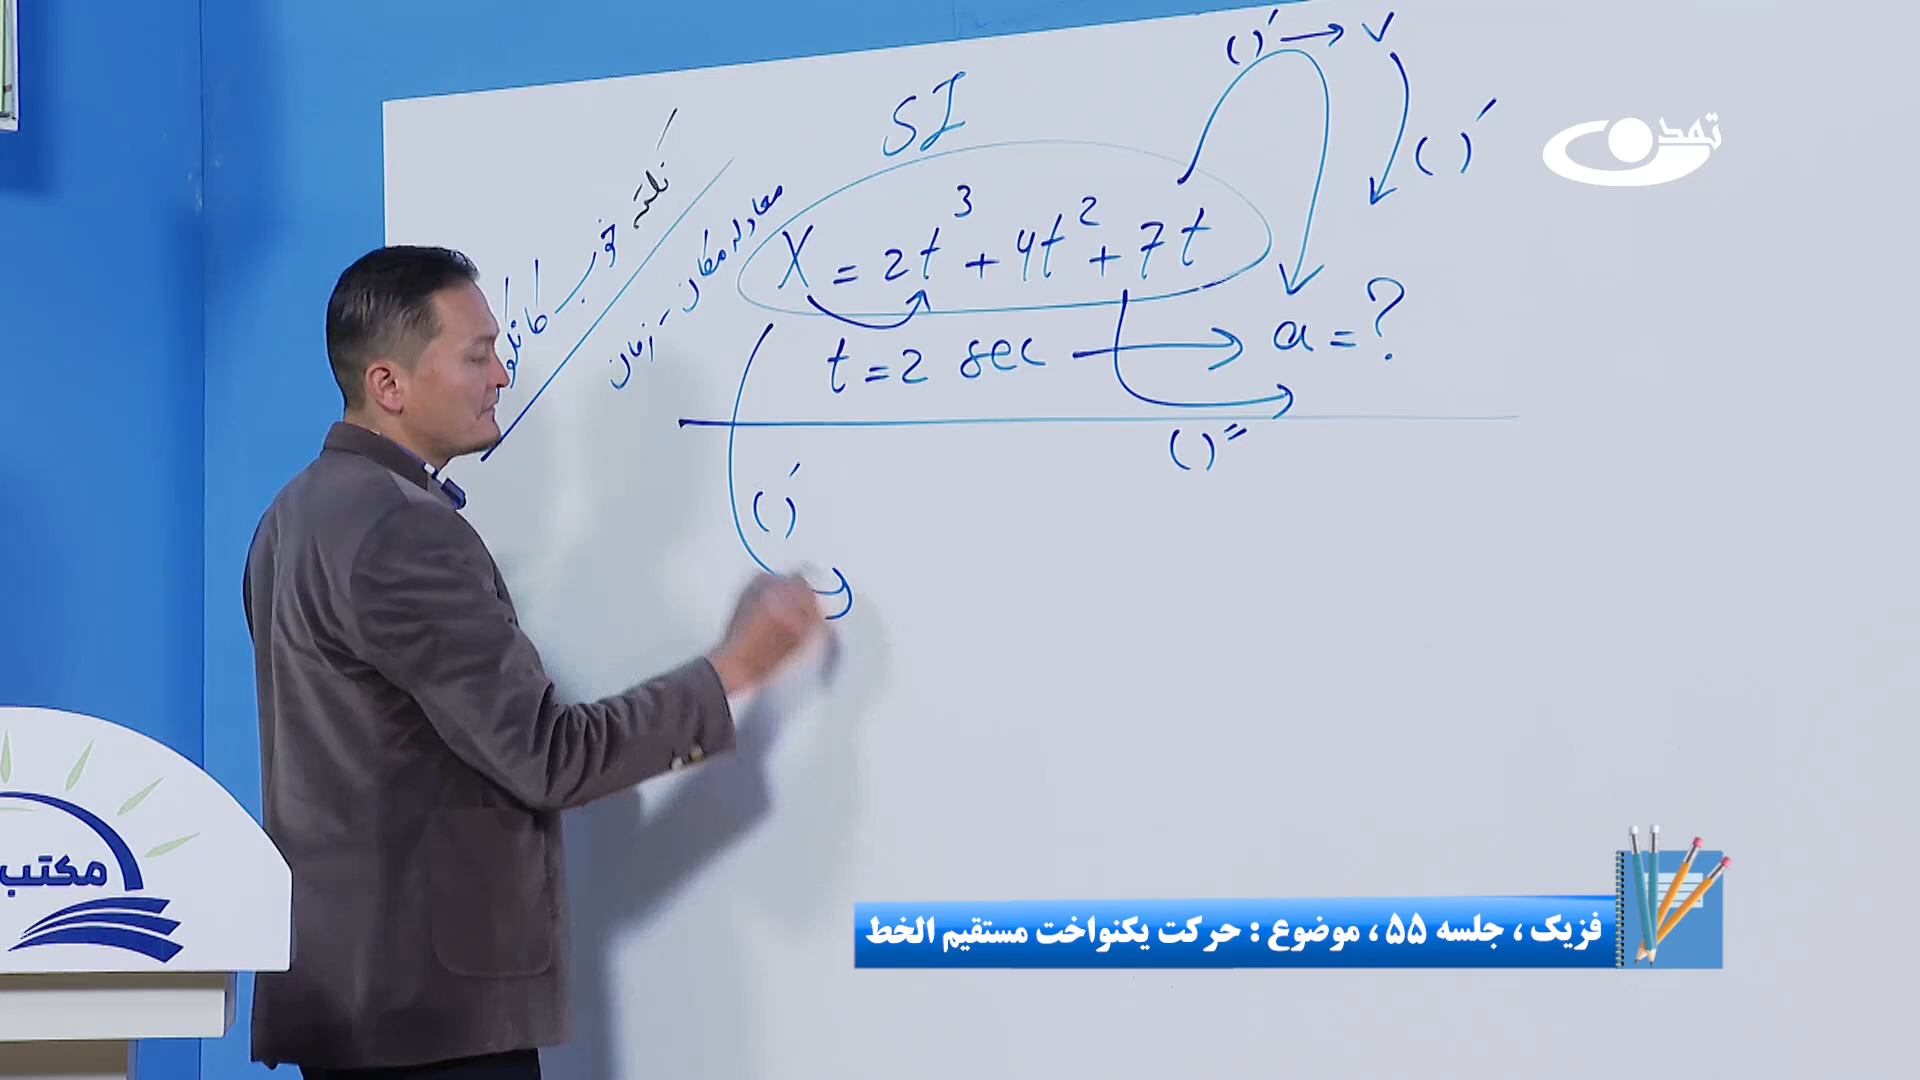 ( )′ → V
SI
( )′
تمدن
نکته خوب
معادله مکان - زمان
X = 2t³ + 4t² + 7t
t = 2 sec → a = ?
( )″
( )′
مکتب
فزیک ، جلسه ۵۵ ، موضوع : حرکت یکنواخت مستقیم الخط